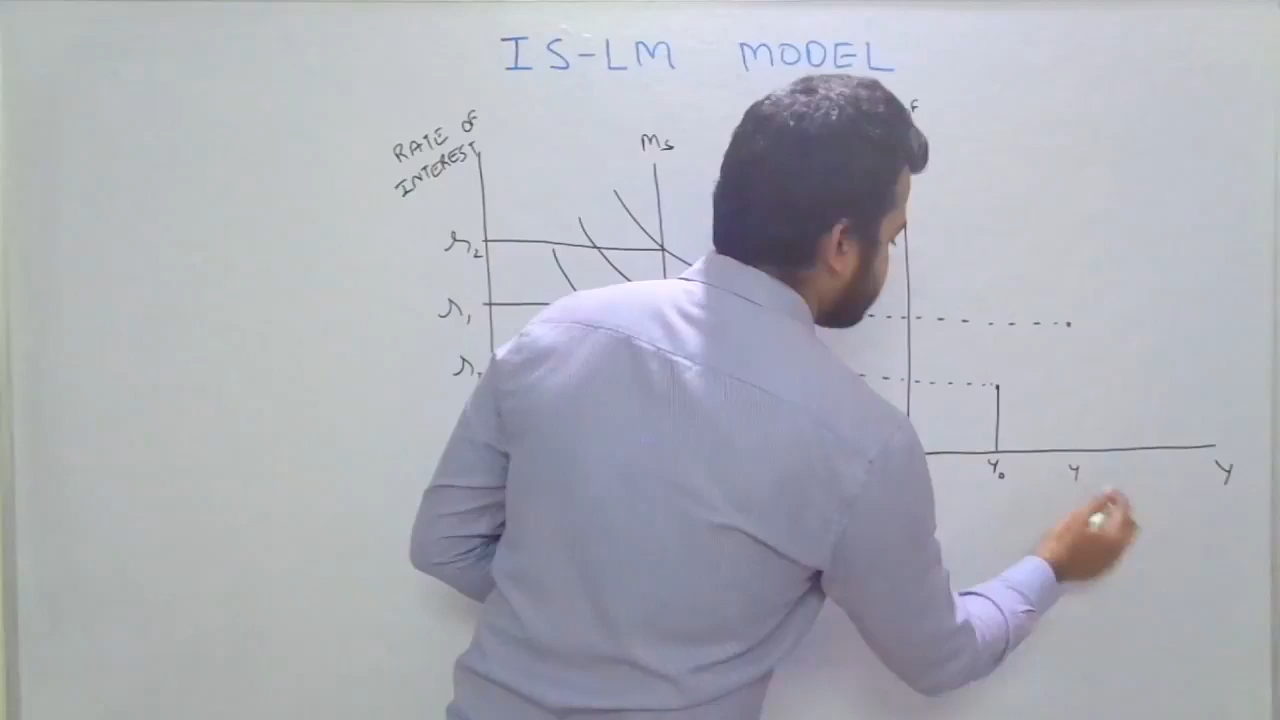 IS-LM MODEL
RATE OF
INTEREST
Ms
r2
r1
Y0
Y
Y